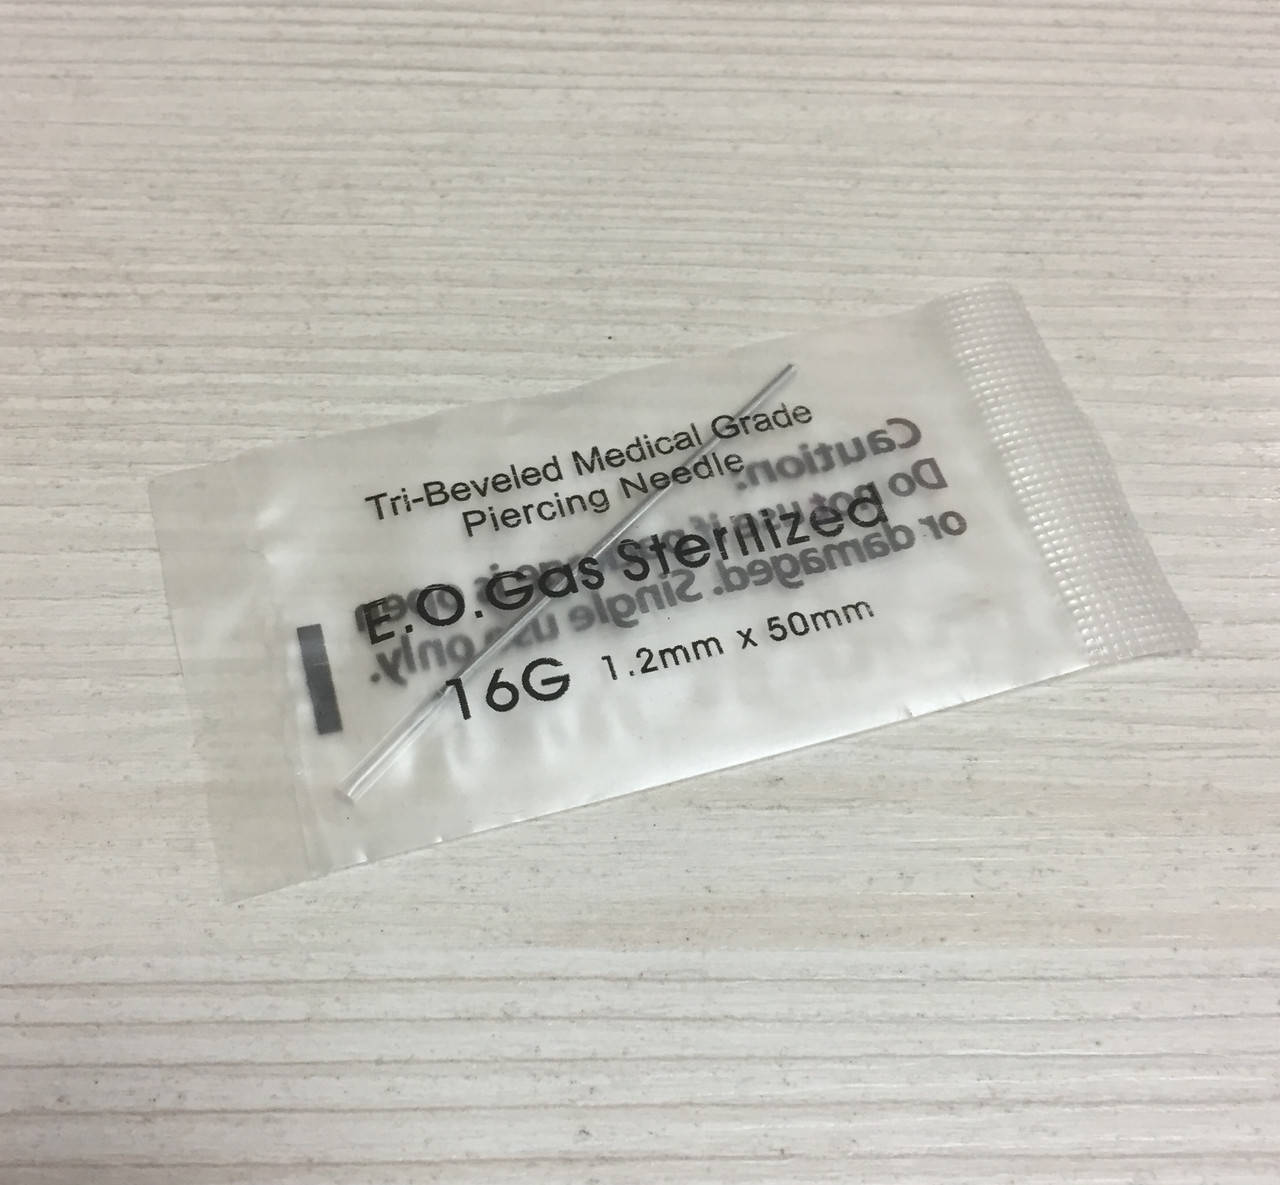 Tri-Beveled Medical Grade
Piercing Needle
E.O.Gas Sterilized
16G 1.2mm x 50mm
Caution:
Do not use if package is open
or damaged. Single use only.